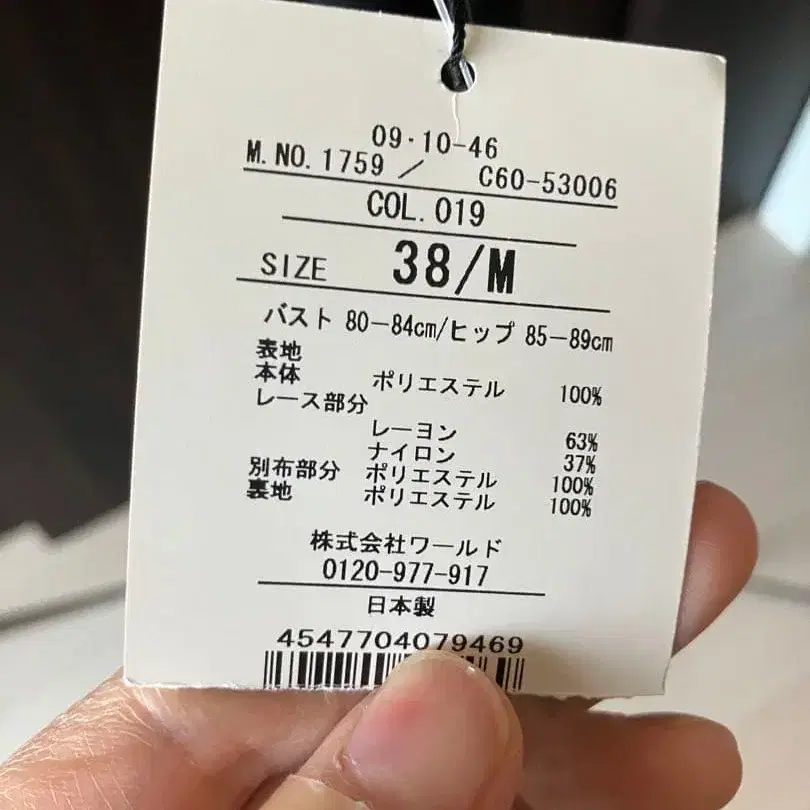 09・10-46
M.NO.1759 ／ C60-53006
COL.019
SIZE 38/M
バスト 80-84cm/ヒップ 85-89cm
表地
本体 ポリエステル 100%
レース部分
レーヨン 63%
ナイロン 37%
別布部分 ポリエステル 100%
裏地 ポリエステル 100%
株式会社ワールド
0120-977-917
日本製
4547704079469